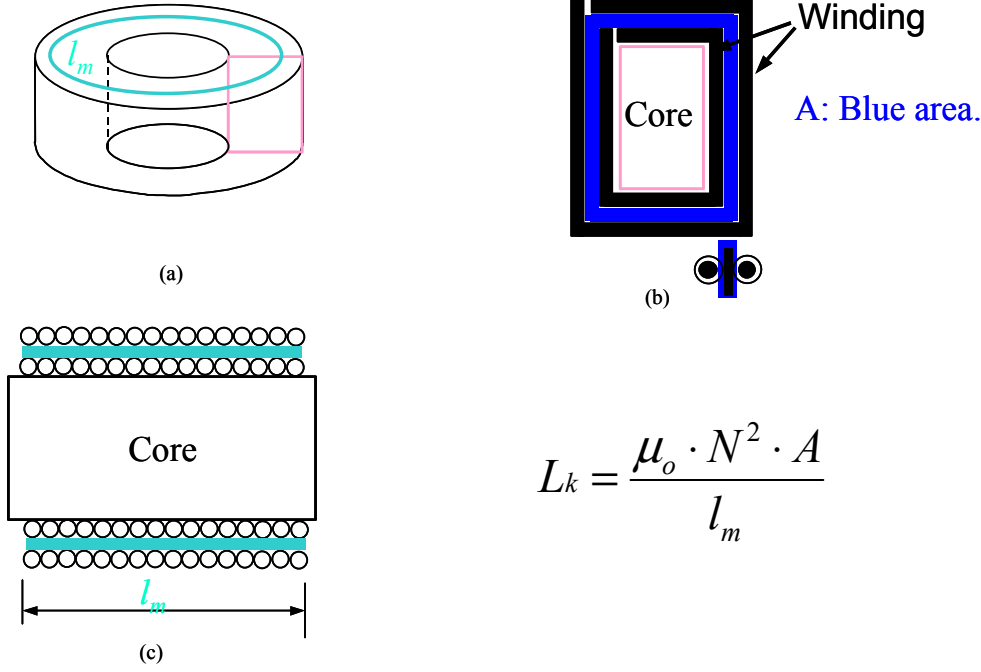 l_m
Winding
Core
A: Blue area.
(a)
(b)
Core
L_k = μ_o · N^2 · A / l_m
l_m
(c)